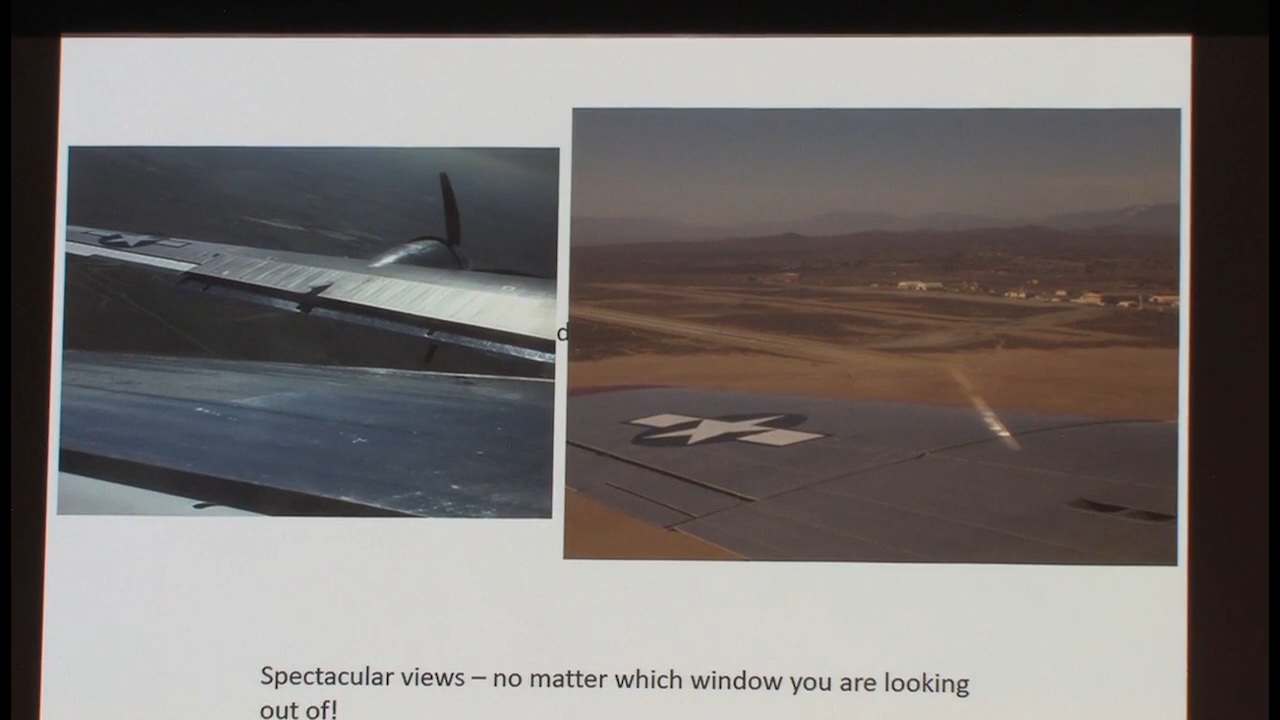 d
Spectacular views – no matter which window you are looking
out of!